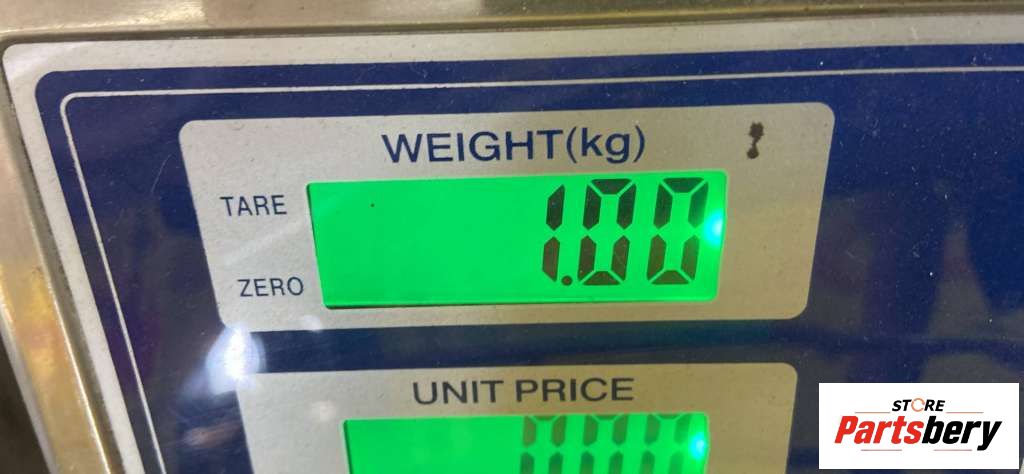 WEIGHT(kg)
TARE
1.00
ZERO
UNIT PRICE
STORE
Partsbery